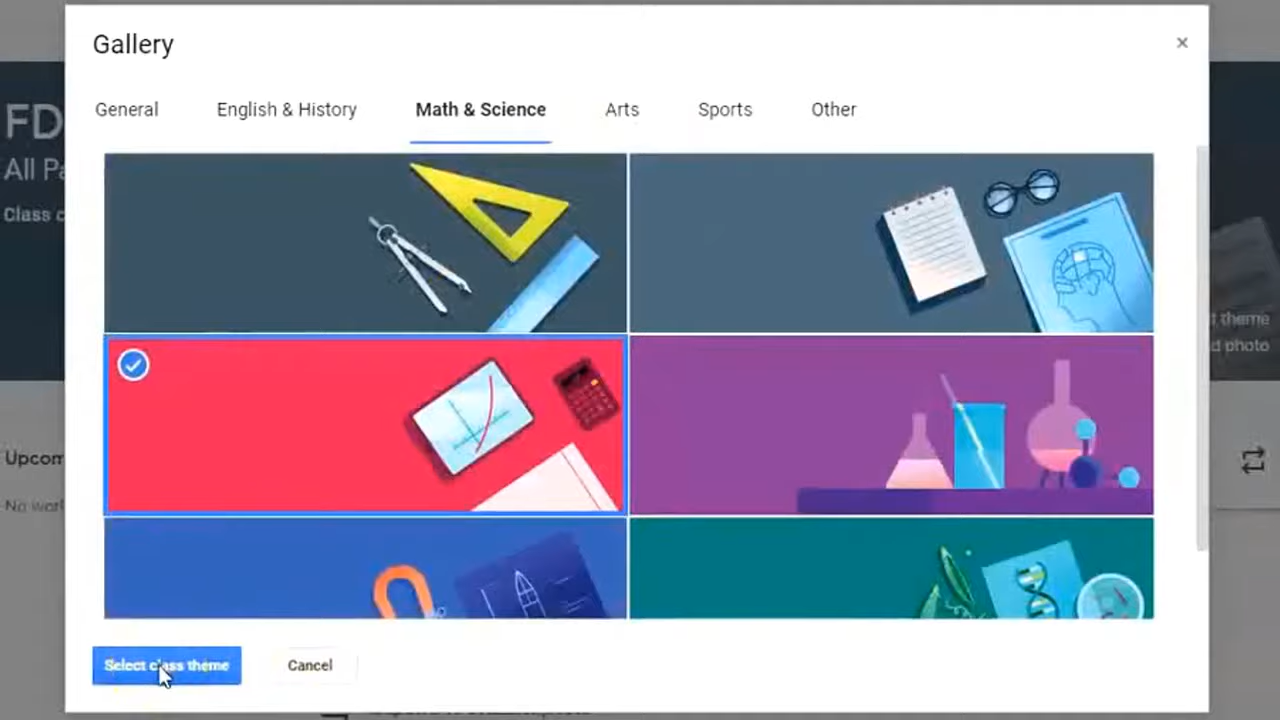 Gallery
×
General English & History Math & Science Arts Sports Other
FD
All Pa
Class c
t theme
d photo
Upcom
No worl
Select class theme Cancel